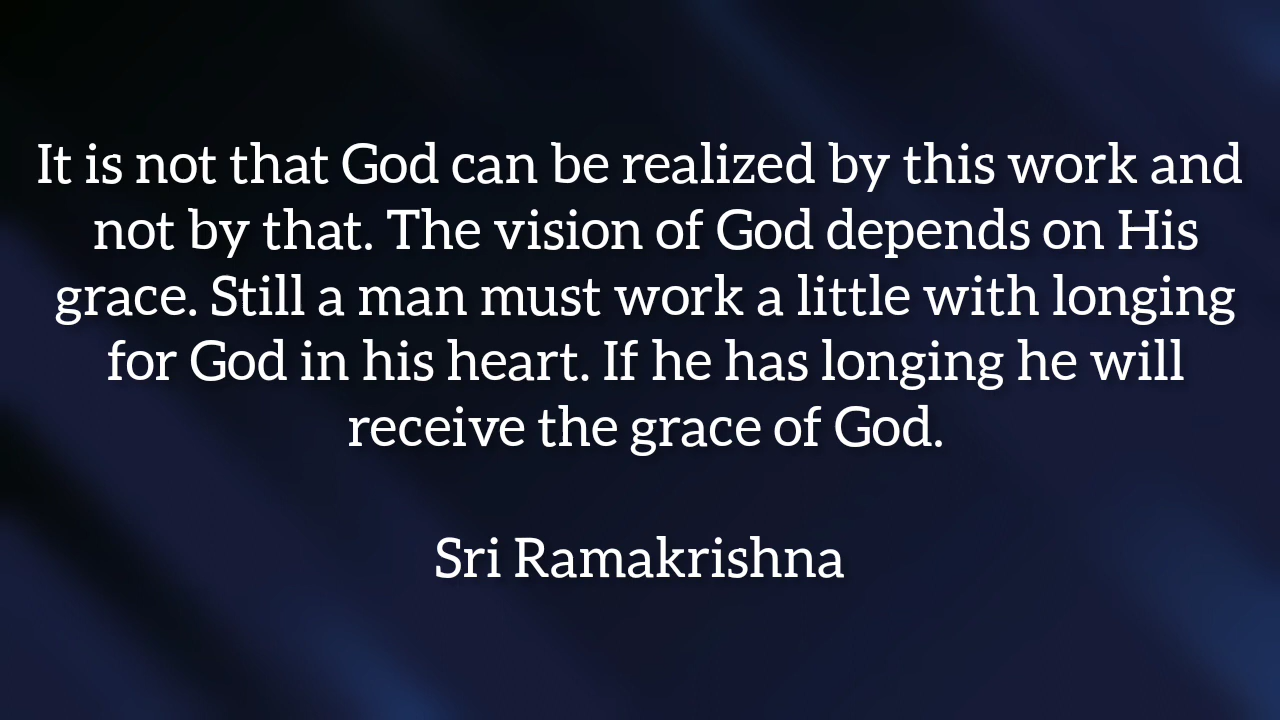 It is not that God can be realized by this work and
not by that. The vision of God depends on His
grace. Still a man must work a little with longing
for God in his heart. If he has longing he will
receive the grace of God.
Sri Ramakrishna